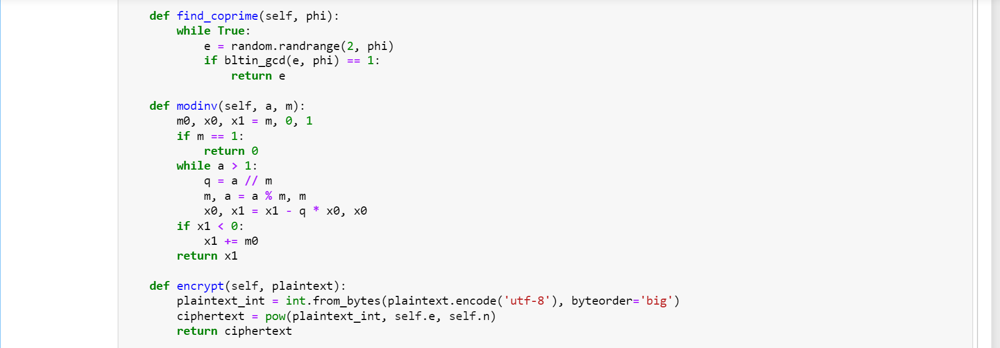 def find_coprime(self, phi):
    while True:
        e = random.randrange(2, phi)
        if bltin_gcd(e, phi) == 1:
            return e

def modinv(self, a, m):
    m0, x0, x1 = m, 0, 1
    if m == 1:
        return 0
    while a > 1:
        q = a // m
        m, a = a % m, m
        x0, x1 = x1 - q * x0, x0
    if x1 < 0:
        x1 += m0
    return x1

def encrypt(self, plaintext):
    plaintext_int = int.from_bytes(plaintext.encode('utf-8'), byteorder='big')
    ciphertext = pow(plaintext_int, self.e, self.n)
    return ciphertext